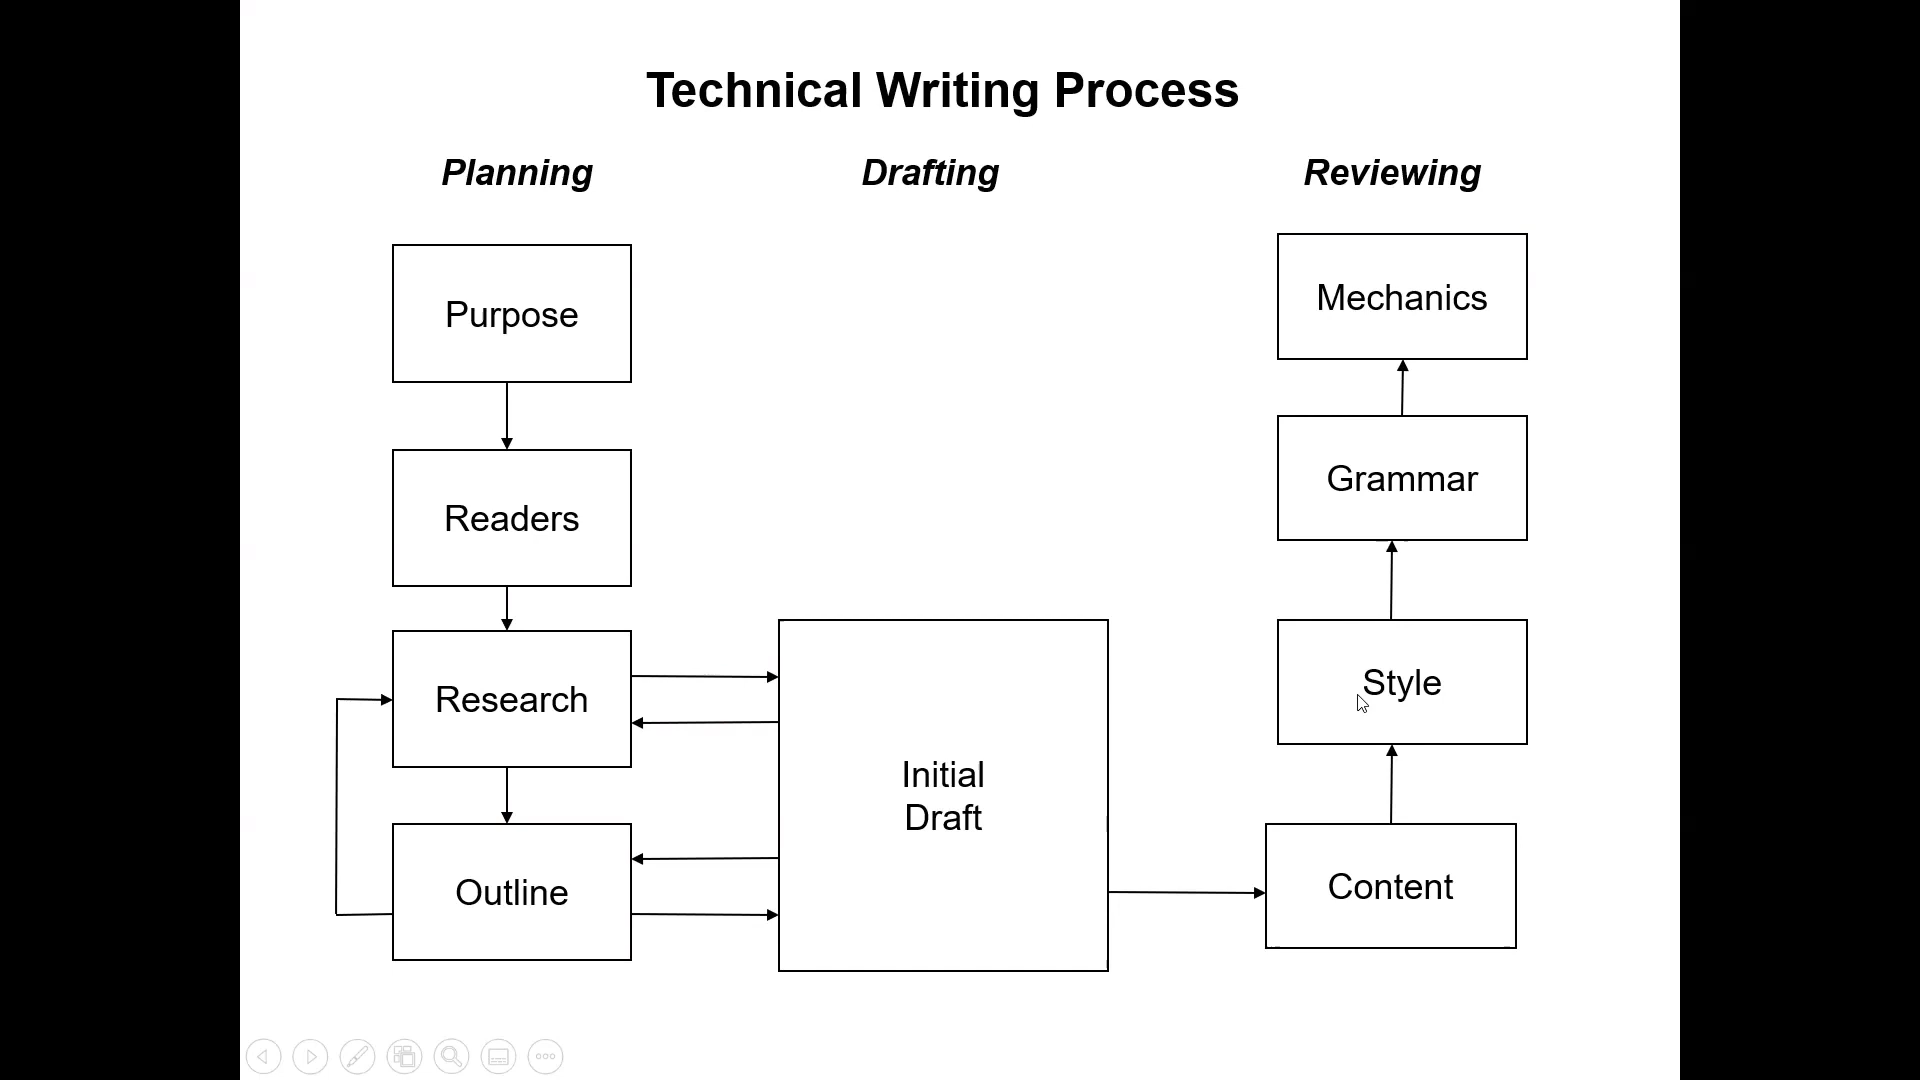 Technical Writing Process
Planning
Drafting
Reviewing
Purpose
Readers
Research
Outline
Initial
Draft
Mechanics
Grammar
Style
Content